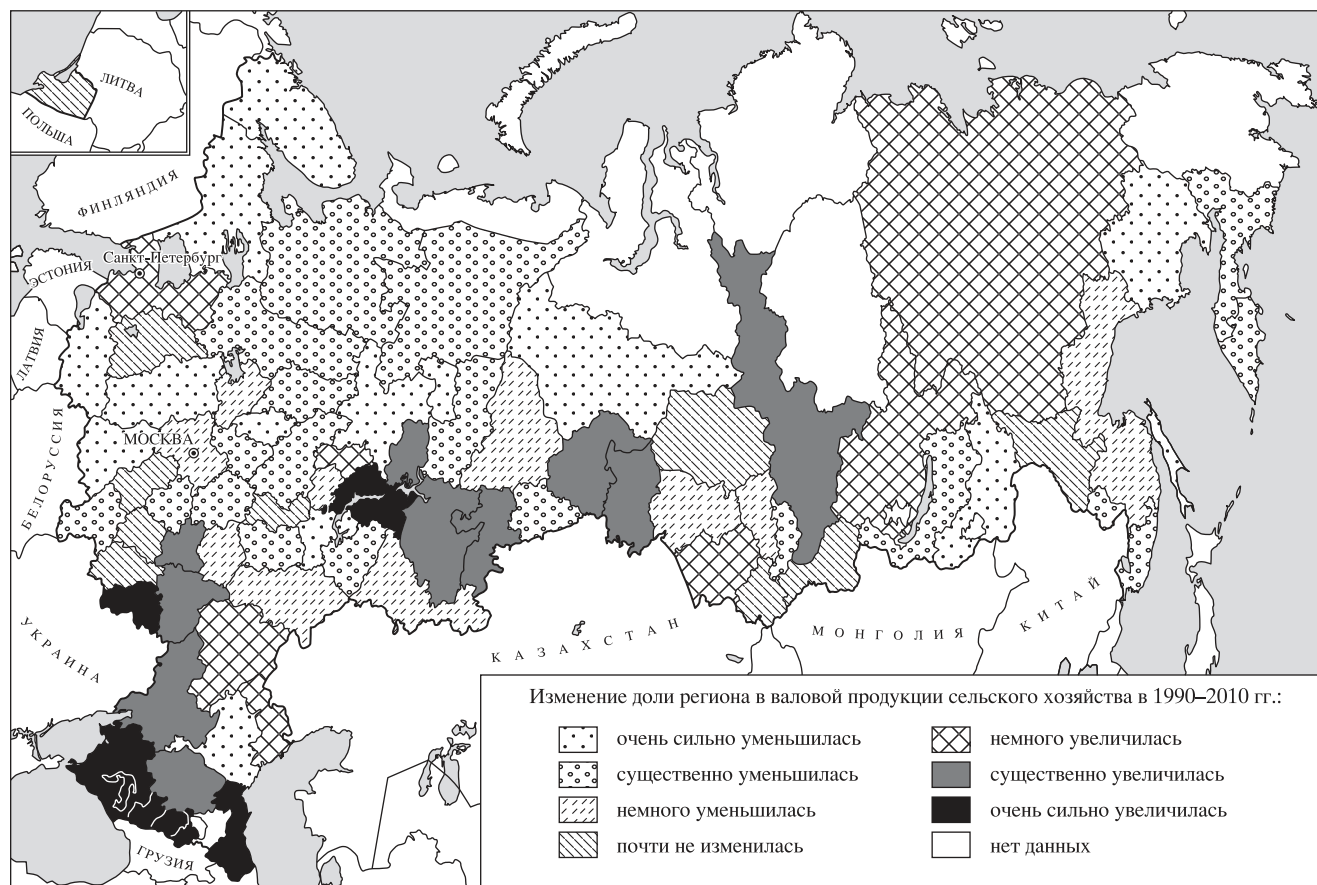 ЛИТВА
ПОЛЬША
ФИНЛЯНДИЯ
Санкт-Петербург
ЭСТОНИЯ
ЛАТВИЯ
МОСКВА
БЕЛОРУССИЯ
УКРАИНА
КАЗАХСТАН
МОНГОЛИЯ
КИТАЙ
ГРУЗИЯ
Изменение доли региона в валовой продукции сельского хозяйства в 1990–2010 гг.:
очень сильно уменьшилась
существенно уменьшилась
немного уменьшилась
почти не изменилась
немного увеличилась
существенно увеличилась
очень сильно увеличилась
нет данных